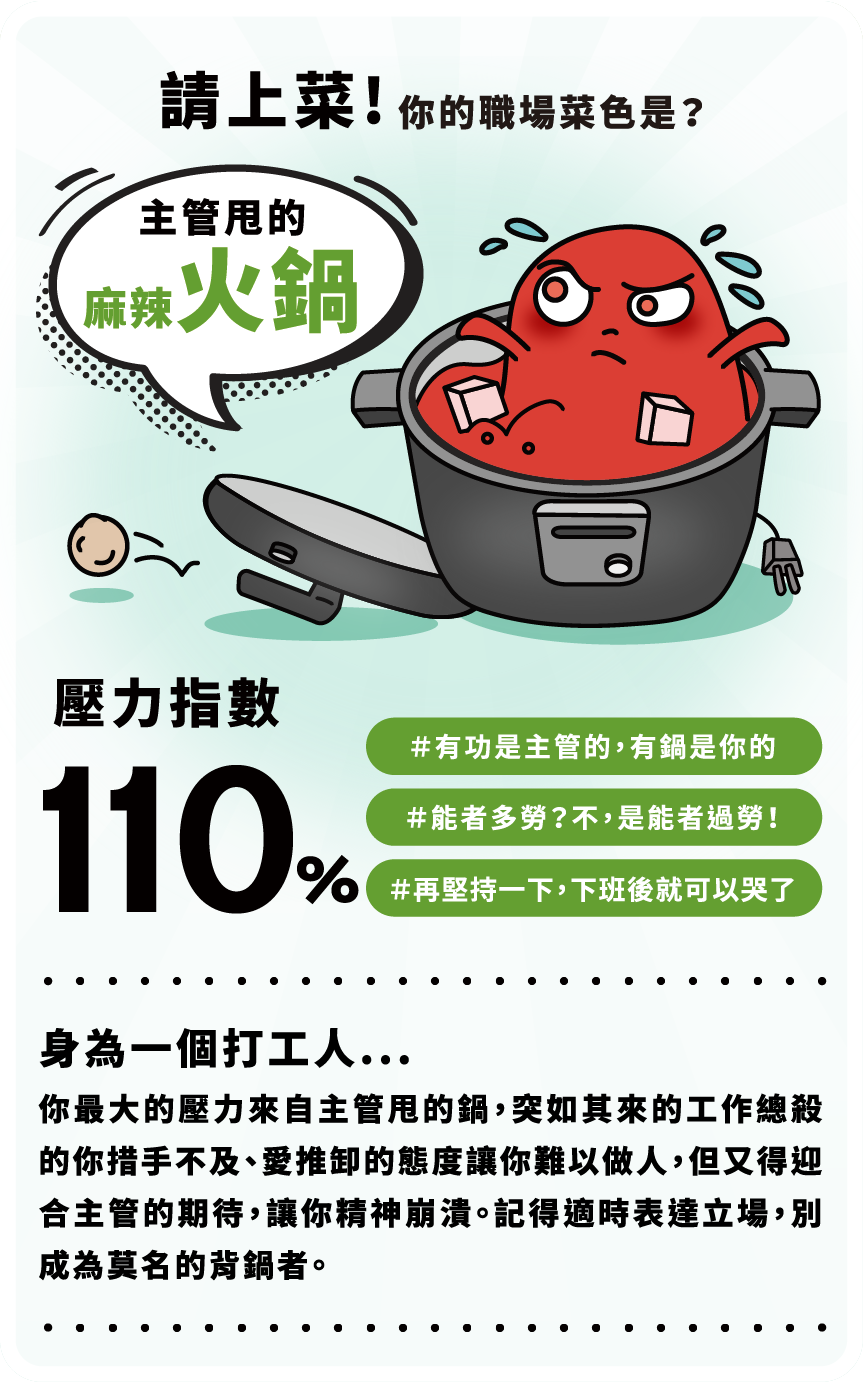 請上菜！你的職場菜色是？
主管甩的
麻辣火鍋
壓力指數
110%
＃有功是主管的，有鍋是你的
＃能者多勞？不，是能者過勞！
＃再堅持一下，下班後就可以哭了
身為一個打工人...
你最大的壓力來自主管甩的鍋，突如其來的工作總殺
的你措手不及、愛推卸的態度讓你難以做人，但又得迎
合主管的期待，讓你精神崩潰。記得適時表達立場，別
成為莫名的背鍋者。